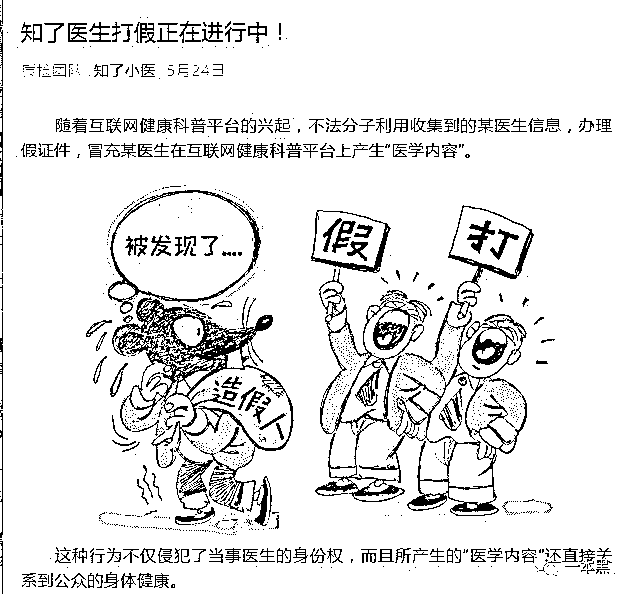 知了医生打假正在进行中！
质检团队 知了小医 5月24日
随着互联网健康科普平台的兴起，不法分子利用收集到的某医生信息，办理
假证件，冒充某医生在互联网健康科普平台上产生“医学内容”。
被发现了....
假 打
造假人
这种行为不仅侵犯了当事医生的身份权，而且所产生的“医学内容”还直接关
系到公众的身体健康。
一本黑